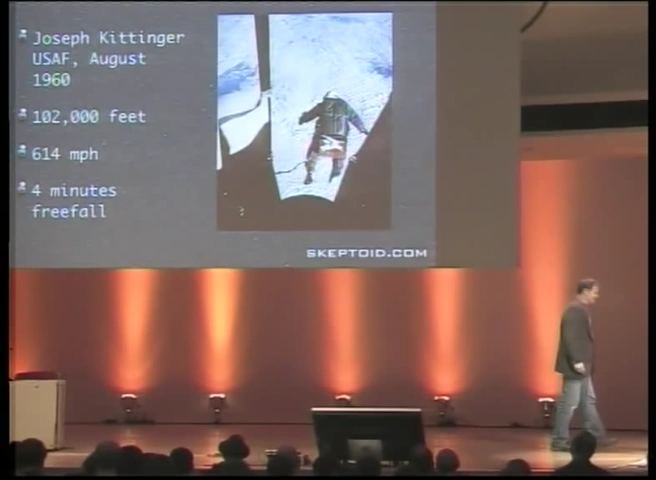 Joseph Kittinger
USAF, August
1960
102,000 feet
614 mph
4 minutes
freefall
SKEPTOID.COM